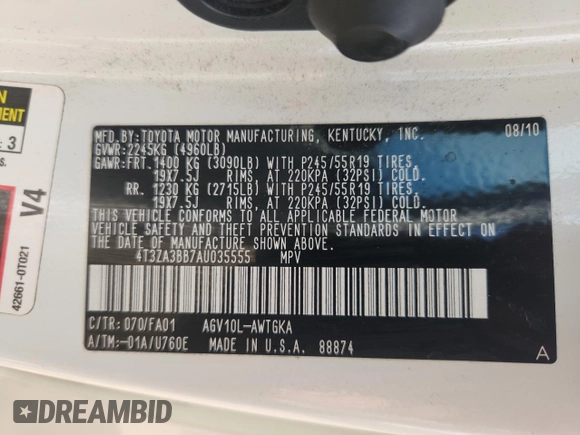 N
EMENT
3
s.
V4
42661-0T021
MFD.BY:TOYOTA MOTOR MANUFACTURING, KENTUCKY, INC. 08/10
GVWR:2245KG (4960LB)
GAWR:FRT.1400 KG (3090LB) WITH P245/55R19 TIRES,
19X7.5J RIMS, AT 220KPA (32PSI) COLD.
RR. 1230 KG (2715LB) WITH P245/55R19 TIRES,
19X7.5J RIMS, AT 220KPA (32PSI) COLD.
THIS VEHICLE CONFORMS TO ALL APPLICABLE FEDERAL MOTOR
VEHICLE SAFETY AND THEFT PREVENTION STANDARDS IN EFFECT ON
THE DATE OF MANUFACTURE SHOWN ABOVE.
4T3ZA3BB7AU035555 MPV
C/TR: 070/FA01 AGV10L-AWTGKA
A/TM:-01A/U760E MADE IN U.S.A. 88874
A
DREAMBID